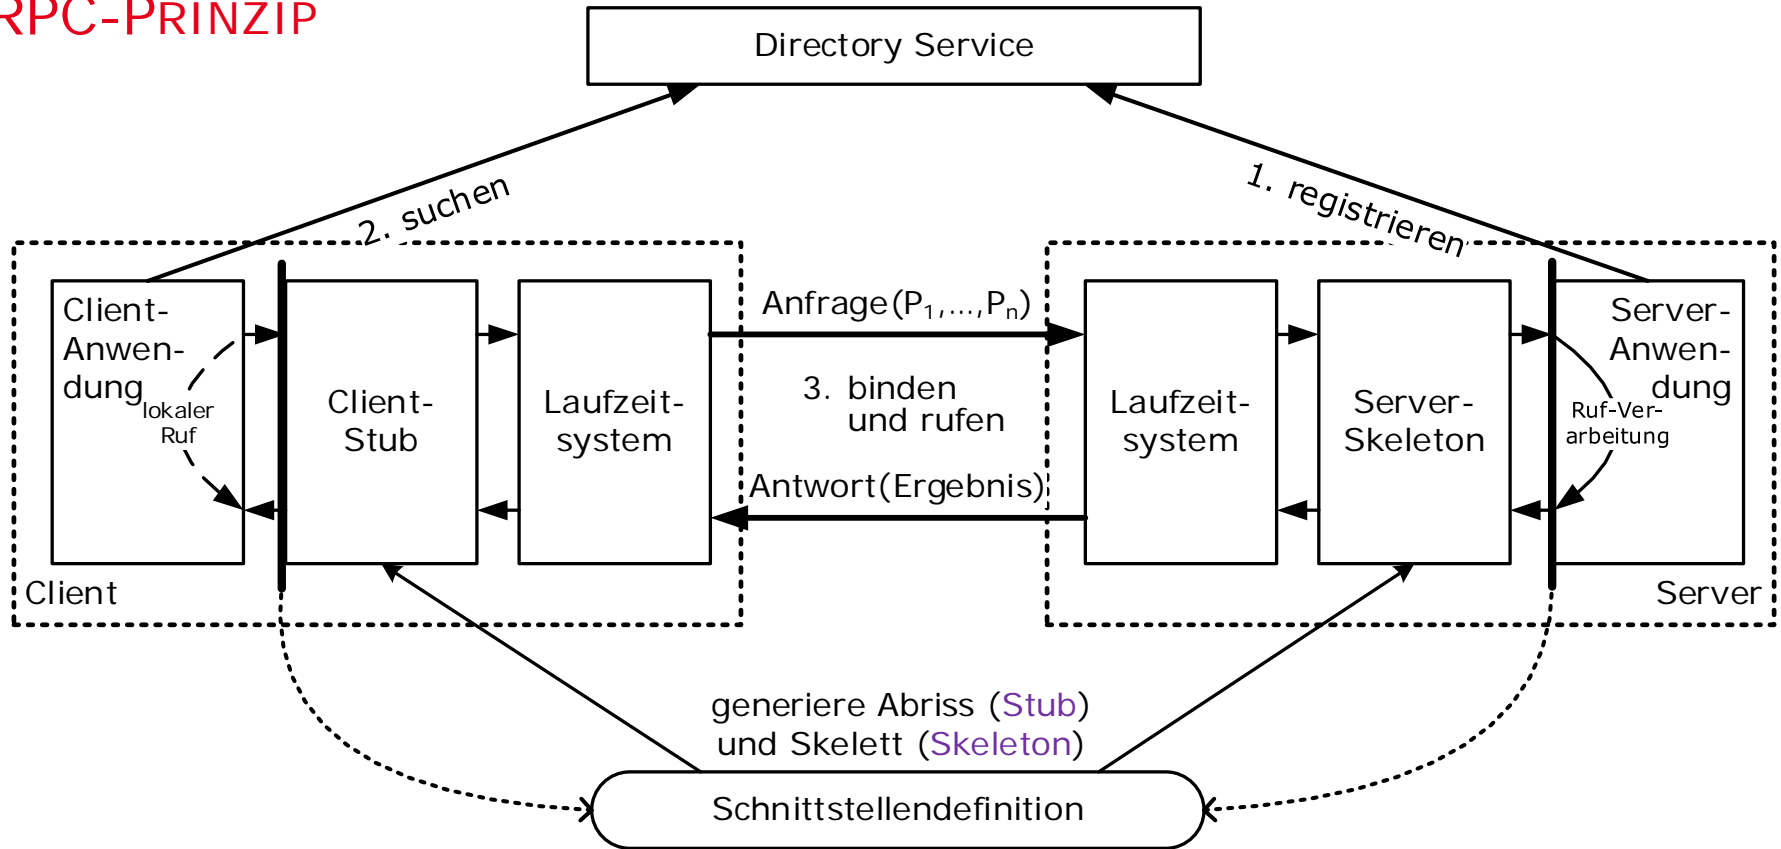 RPC-PRINZIP
Directory Service
2. suchen
1. registrieren
Client-
Anwen-
dung
lokaler
Ruf
Client-
Stub
Laufzeit-
system
Anfrage(P₁,...,Pₙ)
3. binden
und rufen
Antwort(Ergebnis)
Laufzeit-
system
Server-
Skeleton
Server-
Anwen-
dung
Ruf-Ver-
arbeitung
Client
Server
generiere Abriss (Stub)
und Skelett (Skeleton)
Schnittstellendefinition